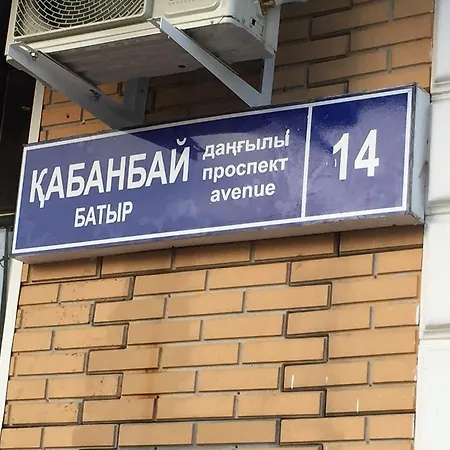 ҚАБАНБАЙ
БАТЫР
даңғылы
проспект
avenue
14